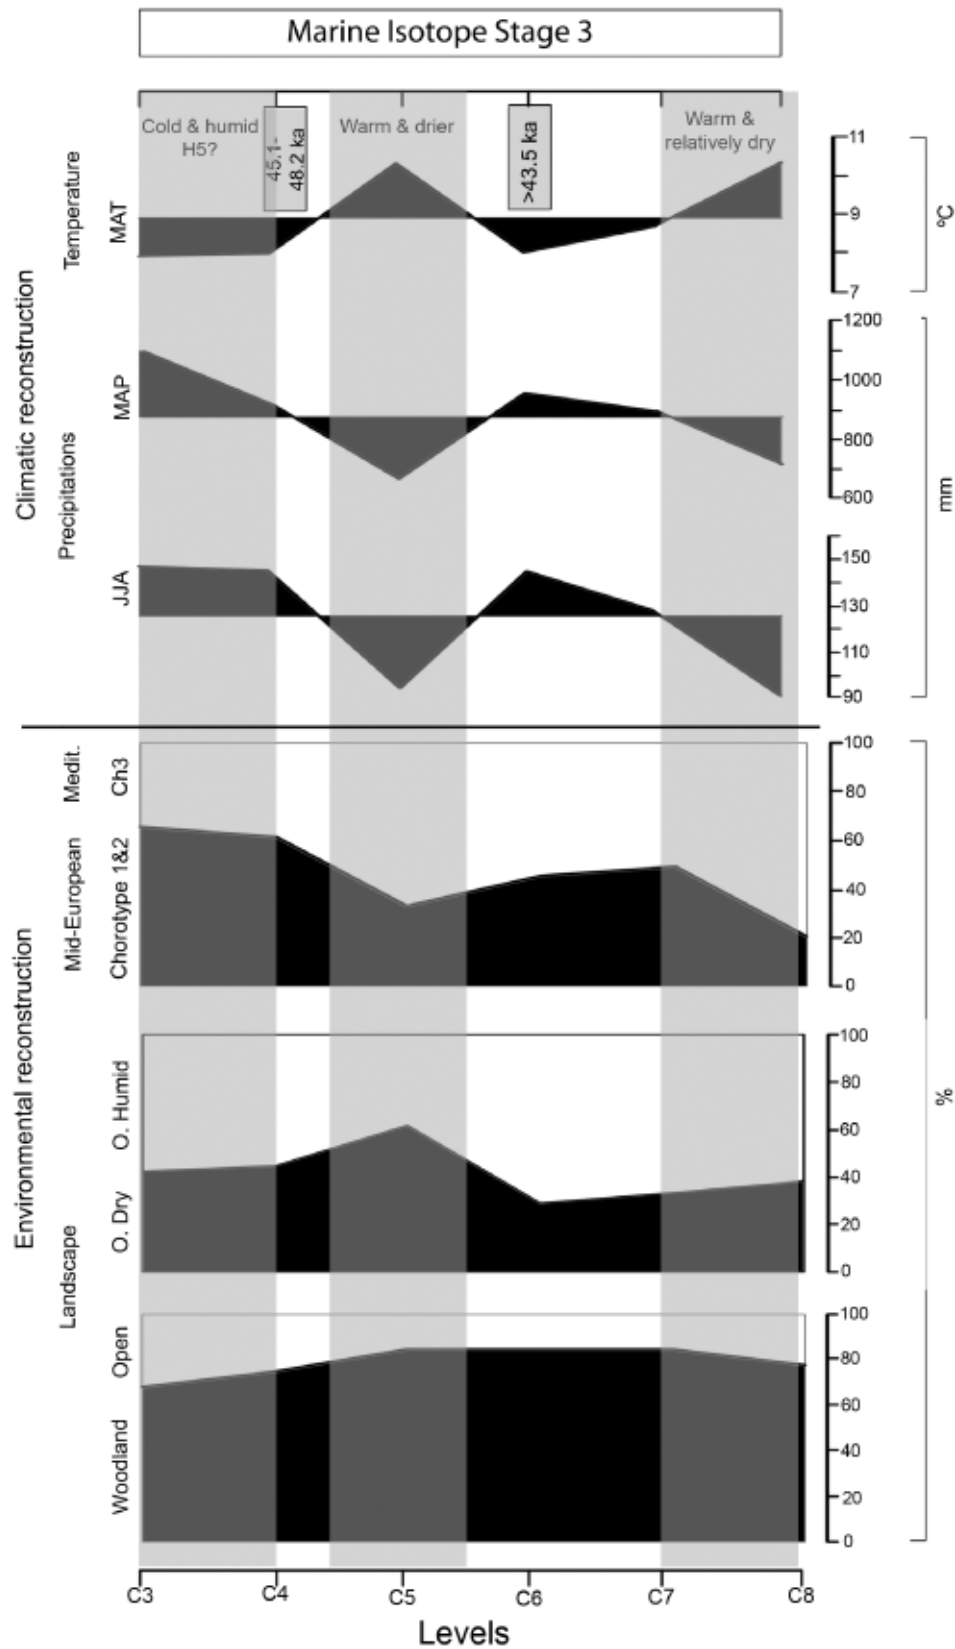 Marine Isotope Stage 3
Cold & humid
H5?
45.1-
48.2 ka
Warm & drier
>43.5 ka
Warm &
relatively dry
Climatic reconstruction
Temperature
MAT
11
9
7
ºC
Precipitations
MAP
1200
1000
800
600
mm
JJA
150
130
110
90
Environmental reconstruction
Medit.
Ch3
Mid-European
Chorotype 1&2
100
80
60
40
20
0
%
Landscape
O. Humid
O. Dry
100
80
60
40
20
0
Open
Woodland
100
80
60
40
20
0
C3
C4
C5
C6
C7
C8
Levels